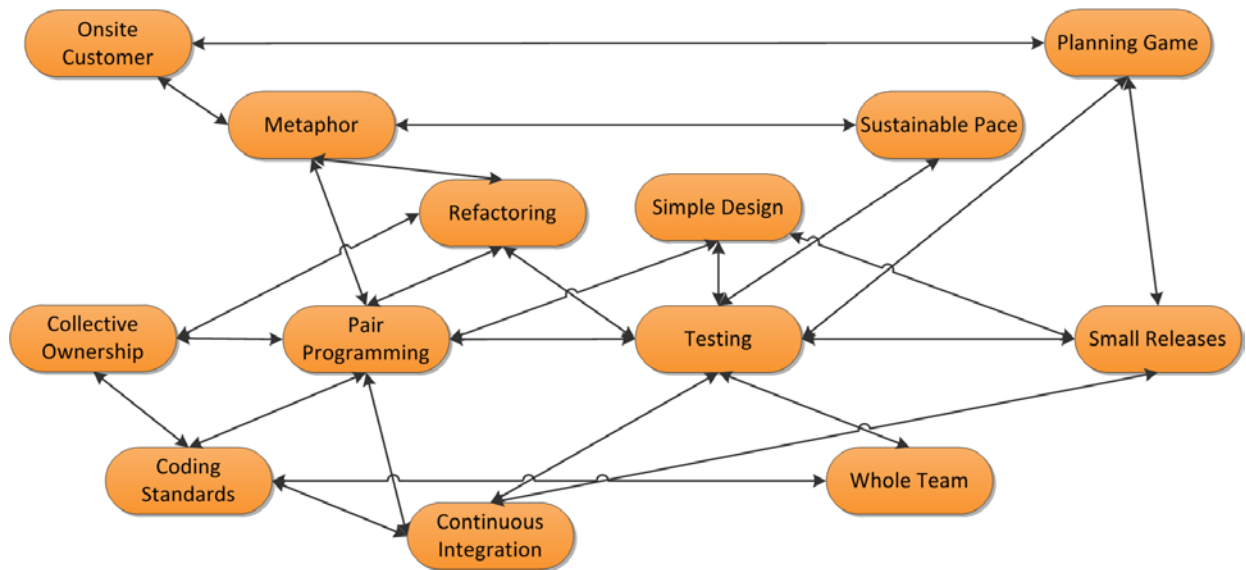 Onsite
Customer
Planning Game
Metaphor
Sustainable Pace
Refactoring
Simple Design
Collective
Ownership
Pair
Programming
Testing
Small Releases
Coding
Standards
Whole Team
Continuous
Integration